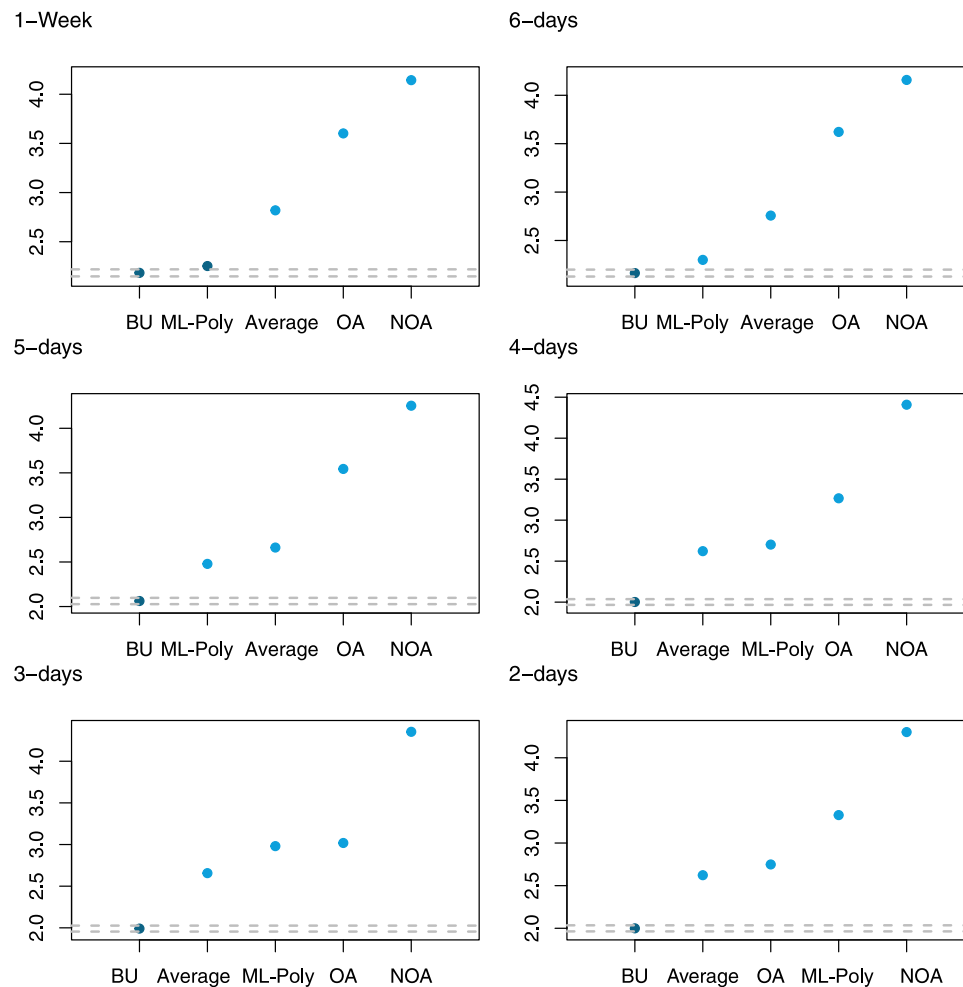 1−Week
4.0
3.5
3.0
2.5
BU ML-Poly Average OA NOA
6−days
4.0
3.5
3.0
2.5
BU ML-Poly Average OA NOA
5−days
4.0
3.5
3.0
2.5
2.0
BU ML-Poly Average OA NOA
4−days
4.5
4.0
3.5
3.0
2.5
2.0
BU Average ML-Poly OA NOA
3−days
4.0
3.5
3.0
2.5
2.0
BU Average ML-Poly OA NOA
2−days
4.0
3.5
3.0
2.5
2.0
BU Average OA ML-Poly NOA